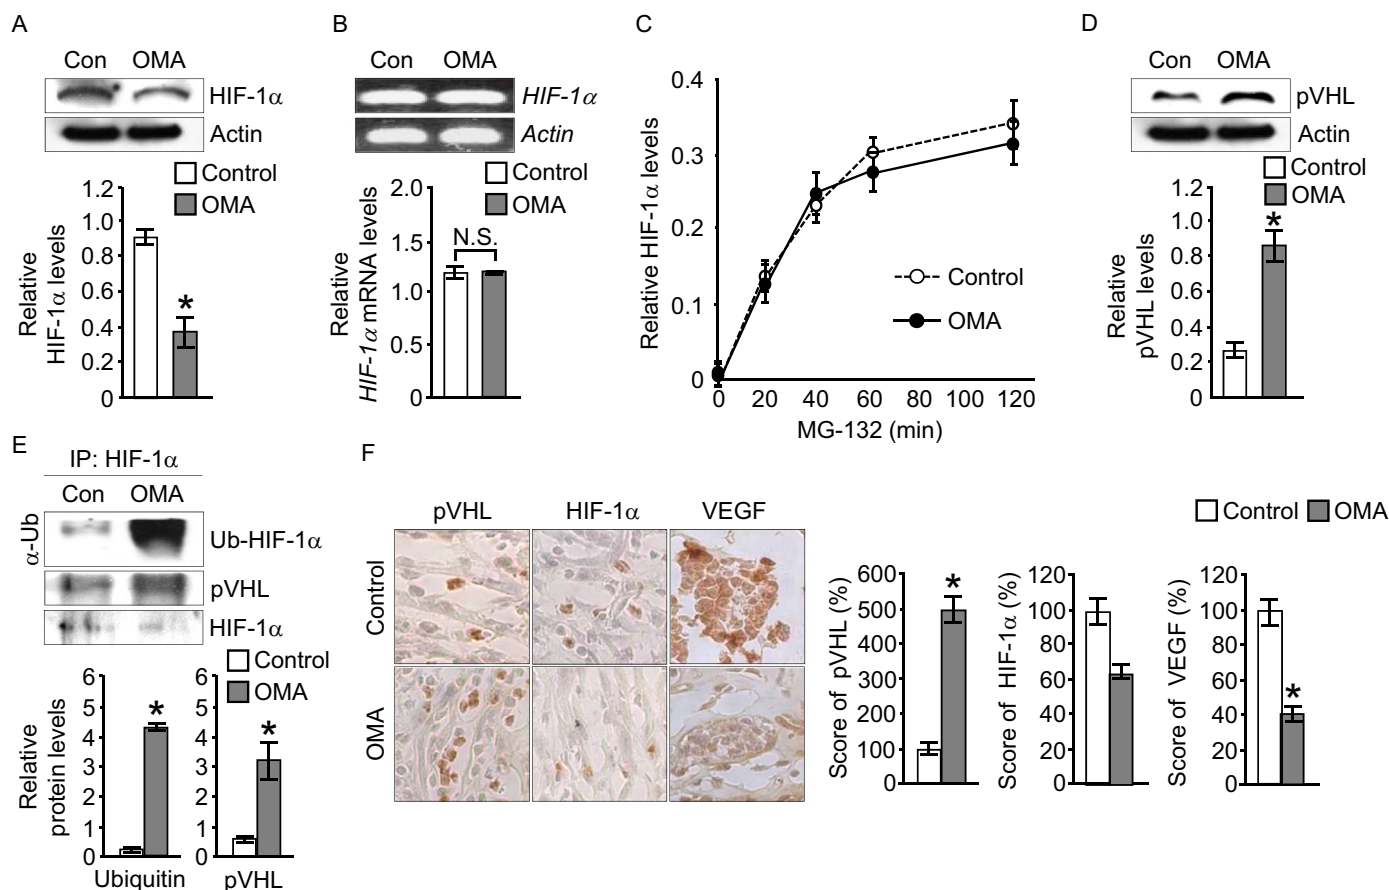 A
Con OMA
HIF-1α
Actin
Control
OMA
1.2
1.0
0.8
0.6
0.4
0.2
0
Relative
HIF-1α levels
*
B
Con OMA
HIF-1α
Actin
Control
OMA
2.0
1.5
1.0
0.5
0
Relative
HIF-1α mRNA levels
N.S.
C
0.4
0.3
0.2
0.1
0
Relative HIF-1α levels
Control
OMA
0 20 40 60 80 100 120
MG-132 (min)
D
Con OMA
pVHL
Actin
Control
OMA
1.2
1.0
0.8
0.4
0.2
0
Relative
pVHL levels
*
E
IP: HIF-1α
Con OMA
α-Ub
Ub-HIF-1α
pVHL
HIF-1α
Control
OMA
6
5
4
3
2
1
0
Relative
protein levels
*
Ubiquitin
6
5
4
3
2
1
0
*
pVHL
F
pVHL HIF-1α VEGF
Control
OMA
Control OMA
600
500
400
300
200
100
0
Score of pVHL (%)
*
120
100
80
60
40
20
0
Score of HIF-1α (%)
120
100
80
60
40
20
0
Score of VEGF (%)
*